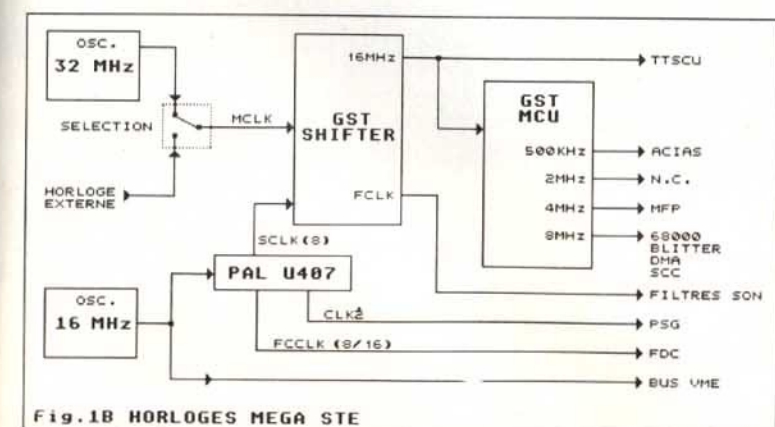 OSC.
32 MHz
SELECTION
MCLK
HORLOGE
EXTERNE
16MHz
GST
SHIFTER
FCLK
TTSCU
GST
MCU
500KHz
ACIAS
2MHz
N.C.
4MHz
MFP
8MHz
68000
BLITTER
DMA
SCC
SCLK(8)
PAL U407
OSC.
16 MHz
CLK2
FCCLK (8/16)
FILTRES SON
PSG
FDC
BUS VME
Fig.1B HORLOGES MEGA STE